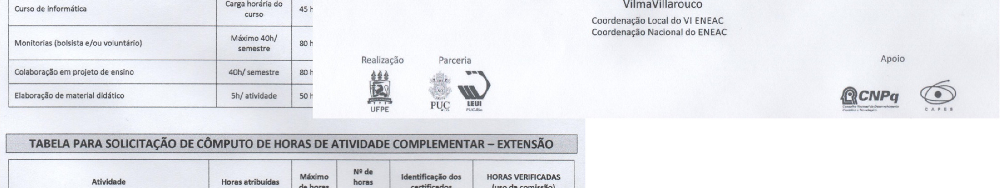 Curso de informática
Carga horária do
curso
45 h
Monitorias (bolsista e/ou voluntário)
Máximo 40h/
semestre
80 h
Colaboração em projeto de ensino
40h/ semestre
80 h
Elaboração de material didático
5h/ atividade
50 h
VilmaVillarouco
Coordenação Local do VI ENEAC
Coordenação Nacional do ENEAC
Realização
Parceria
Apoio
UFPE
PUC
RIO
LEUI
PUC-Rio
CNPq
Conselho Nacional de Desenvolvimento
Científico e Tecnológico
CAPES
TABELA PARA SOLICITAÇÃO DE CÔMPUTO DE HORAS DE ATIVIDADE COMPLEMENTAR – EXTENSÃO
Atividade
Horas atribuídas
Máximo
de horas
Nº de
horas
Identificação dos
certificados
HORAS VERIFICADAS
(uso da comissão)